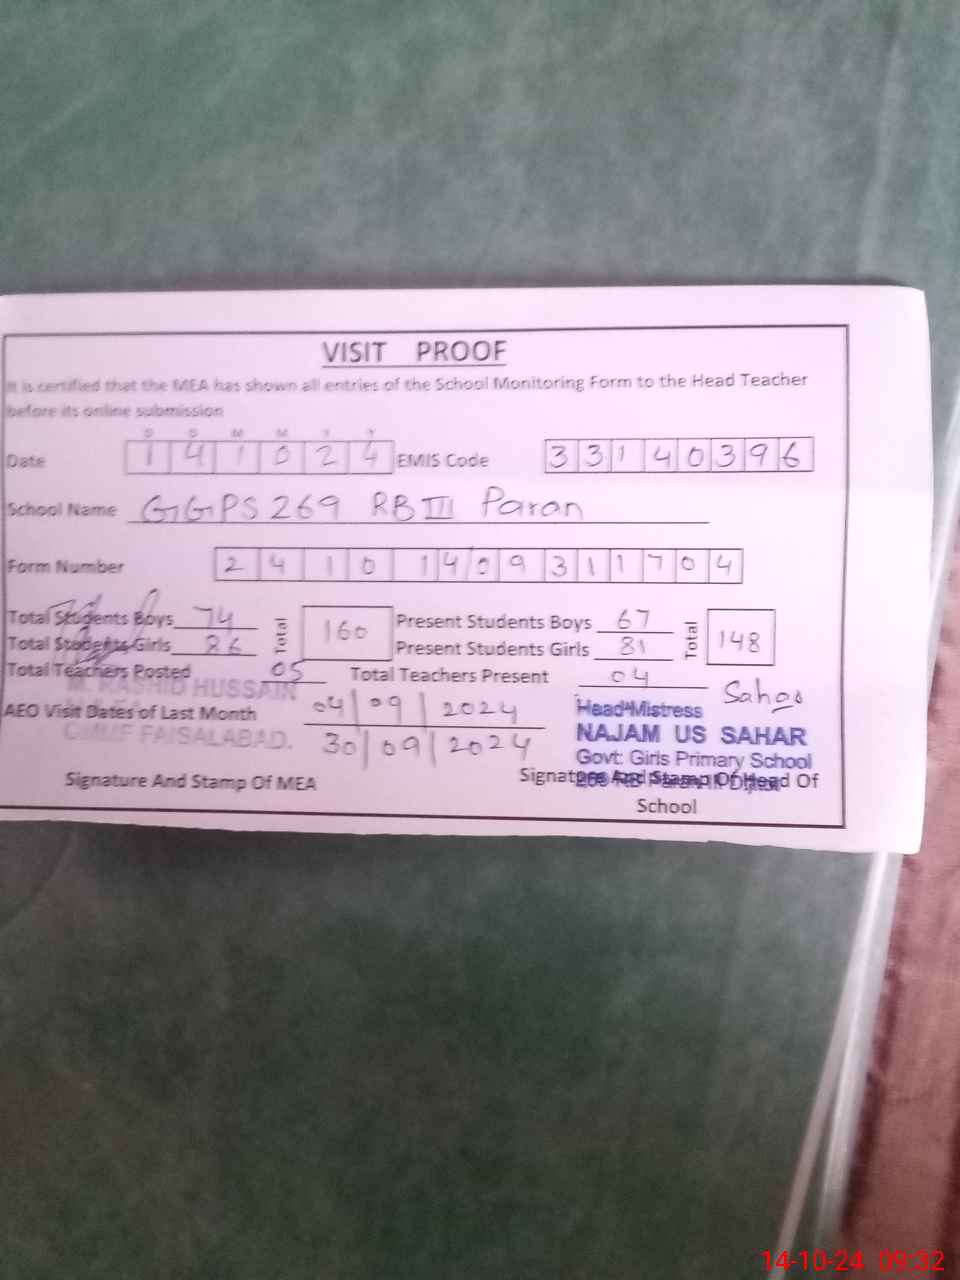 VISIT PROOF
It is certified that the MEA has shown all entries of the School Monitoring Form to the Head Teacher
before its online submission
D D M M Y Y
Date 1 4 1 0 2 4 EMIS Code 3 3 1 4 0 3 9 6
School Name GGPS 269 RB III Paran
Form Number 2 4 1 0 1 4 0 9 3 1 1 7 0 4
Total Students Boys 74 Total 160 Present Students Boys 67 Total 148
Total Students Girls 86 Present Students Girls 81
Total Teachers Posted 05 Total Teachers Present 04
M. RASHID HUSSAIN
Sahar
AEO Visit Dates of Last Month 04/09/2024 Head Mistress
FAISALABAD. 30/09/2024 NAJAM US SAHAR
Govt: Girls Primary School
Signature And Stamp Of MEA Signature And Stamp Of Head Of
School
14-10-24 09:32